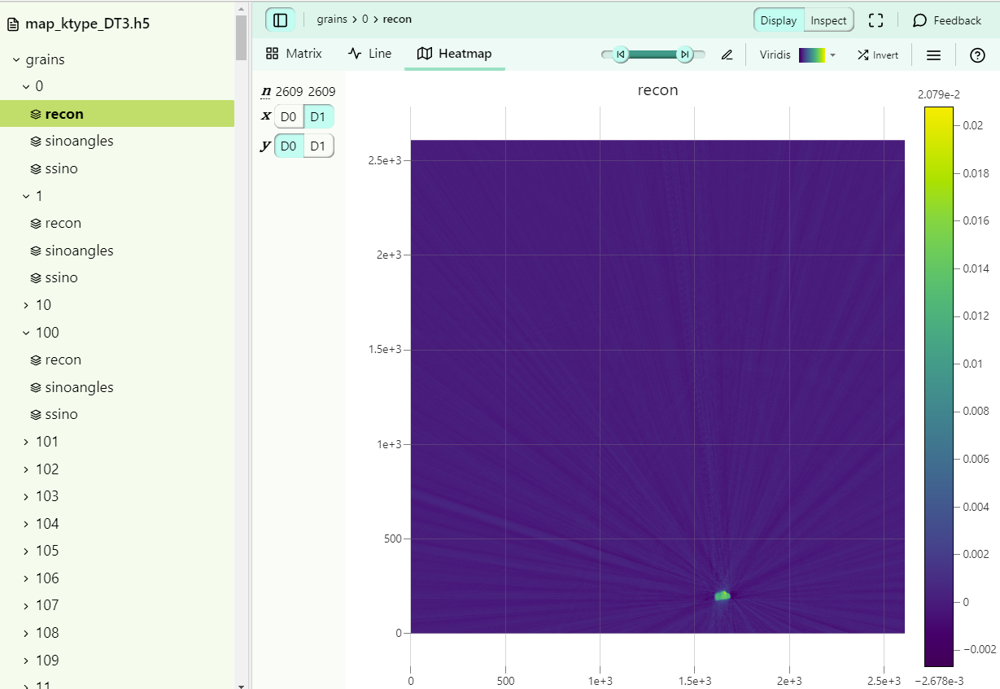 map_ktype_DT3.h5
grains
0
recon
sinoangles
ssino
1
recon
sinoangles
ssino
10
100
recon
sinoangles
ssino
101
102
103
104
105
106
107
108
109
11
grains > 0 > recon
Display Inspect Feedback
Matrix Line Heatmap Viridis Invert
n 2609 2609
x D0 D1
y D0 D1
recon
2.5e+3
2e+3
1.5e+3
1e+3
500
0
0 500 1e+3 1.5e+3 2e+3 2.5e+3
2.079e-2
0.02
0.018
0.016
0.014
0.012
0.01
0.008
0.006
0.004
0.002
0
−0.002
−2.678e-3